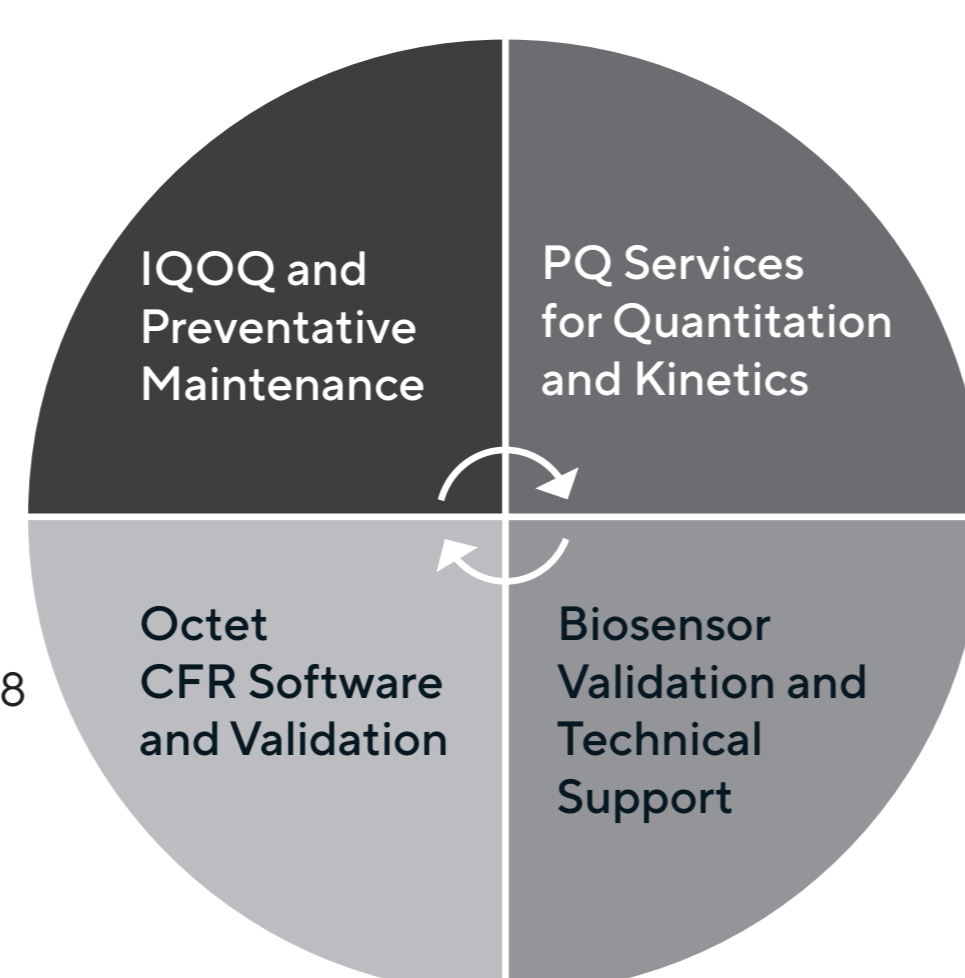 IQOQ and
Preventative
Maintenance
PQ Services
for Quantitation
and Kinetics
8
Octet
CFR Software
and Validation
Biosensor
Validation and
Technical
Support